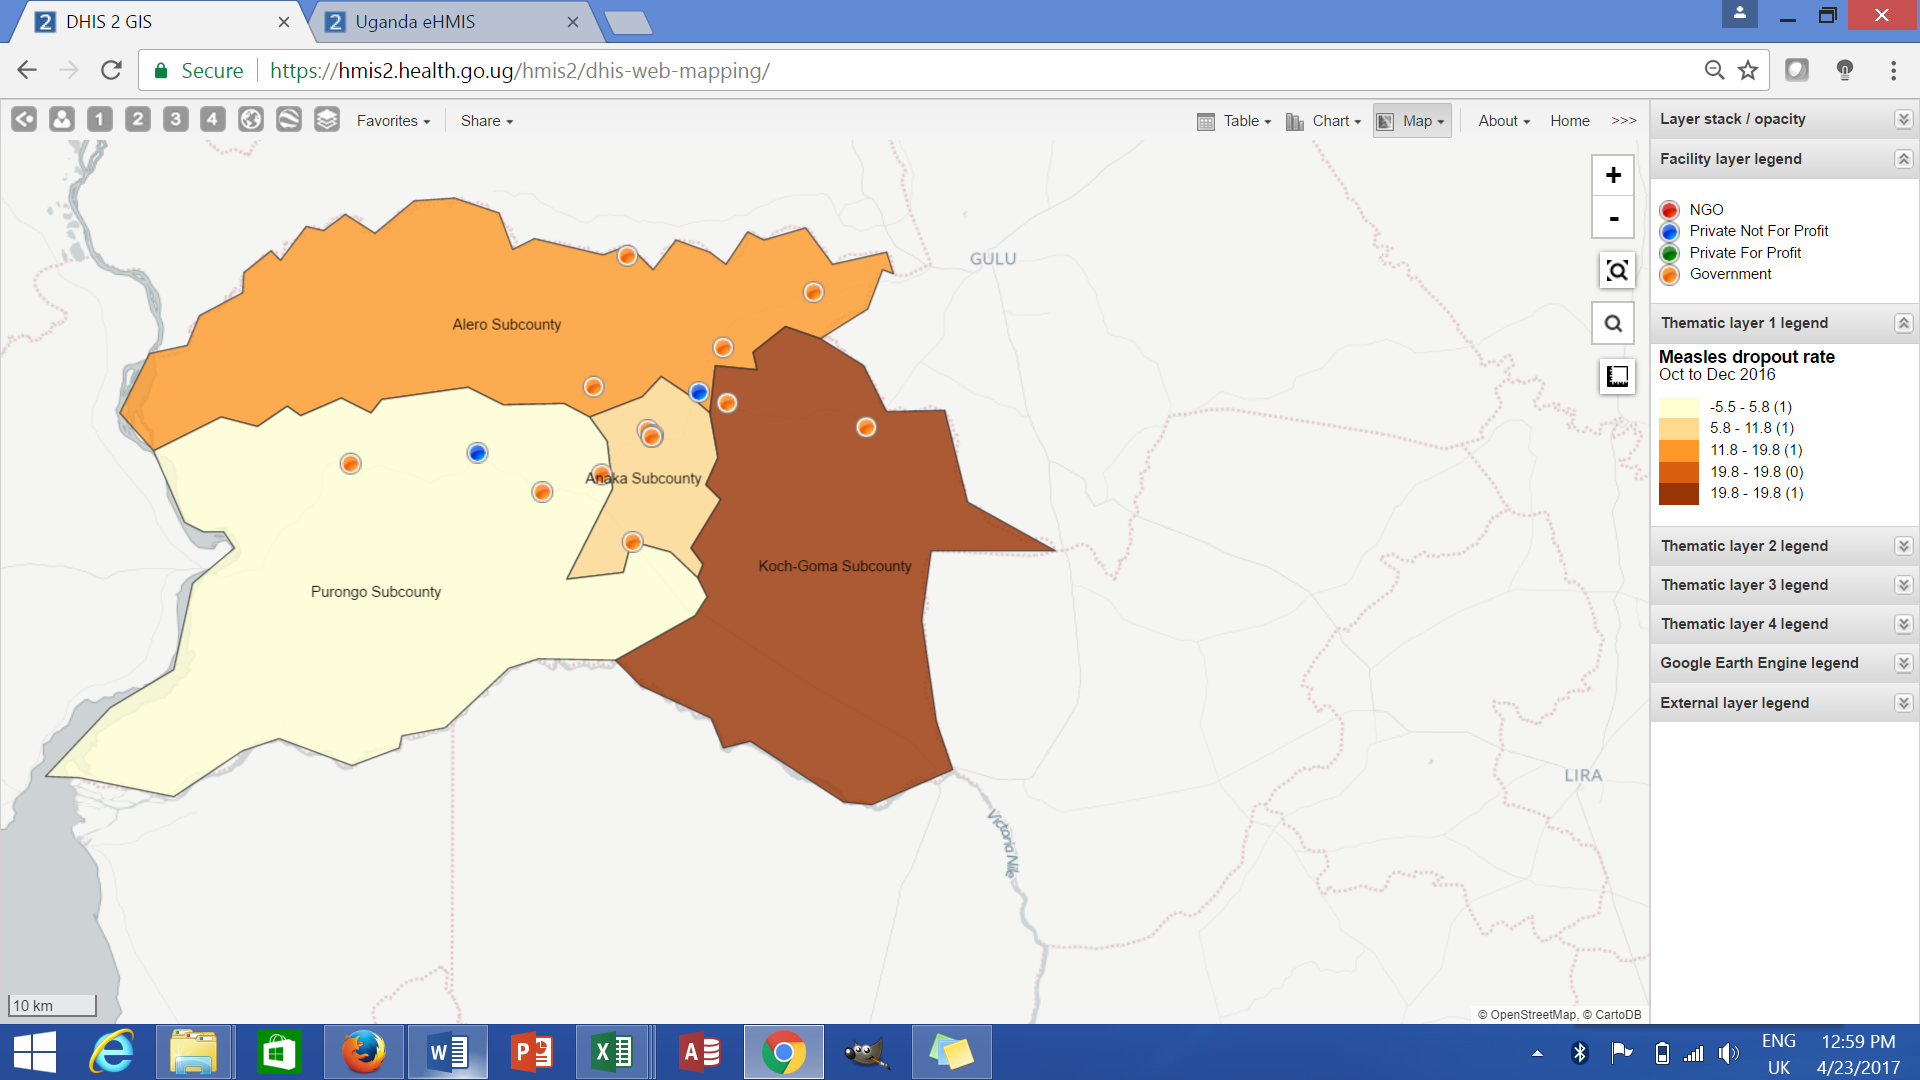 DHIS 2 GIS
Uganda eHMIS
Secure
https://hmis2.health.go.ug/hmis2/dhis-web-mapping/
1 2 3 4 Favorites Share Table Chart Map About Home >>>
Layer stack / opacity
Facility layer legend
NGO
Private Not For Profit
Private For Profit
Government
Thematic layer 1 legend
Measles dropout rate
Oct to Dec 2016
-5.5 - 5.8 (1)
5.8 - 11.8 (1)
11.8 - 19.8 (1)
19.8 - 19.8 (0)
19.8 - 19.8 (1)
Thematic layer 2 legend
Thematic layer 3 legend
Thematic layer 4 legend
Google Earth Engine legend
External layer legend
+
-
GULU
Alero Subcounty
Anaka Subcounty
Koch-Goma Subcounty
Purongo Subcounty
LIRA
Victoria Nile
10 km
© OpenStreetMap, © CartoDB
ENG
UK
12:59 PM
4/23/2017